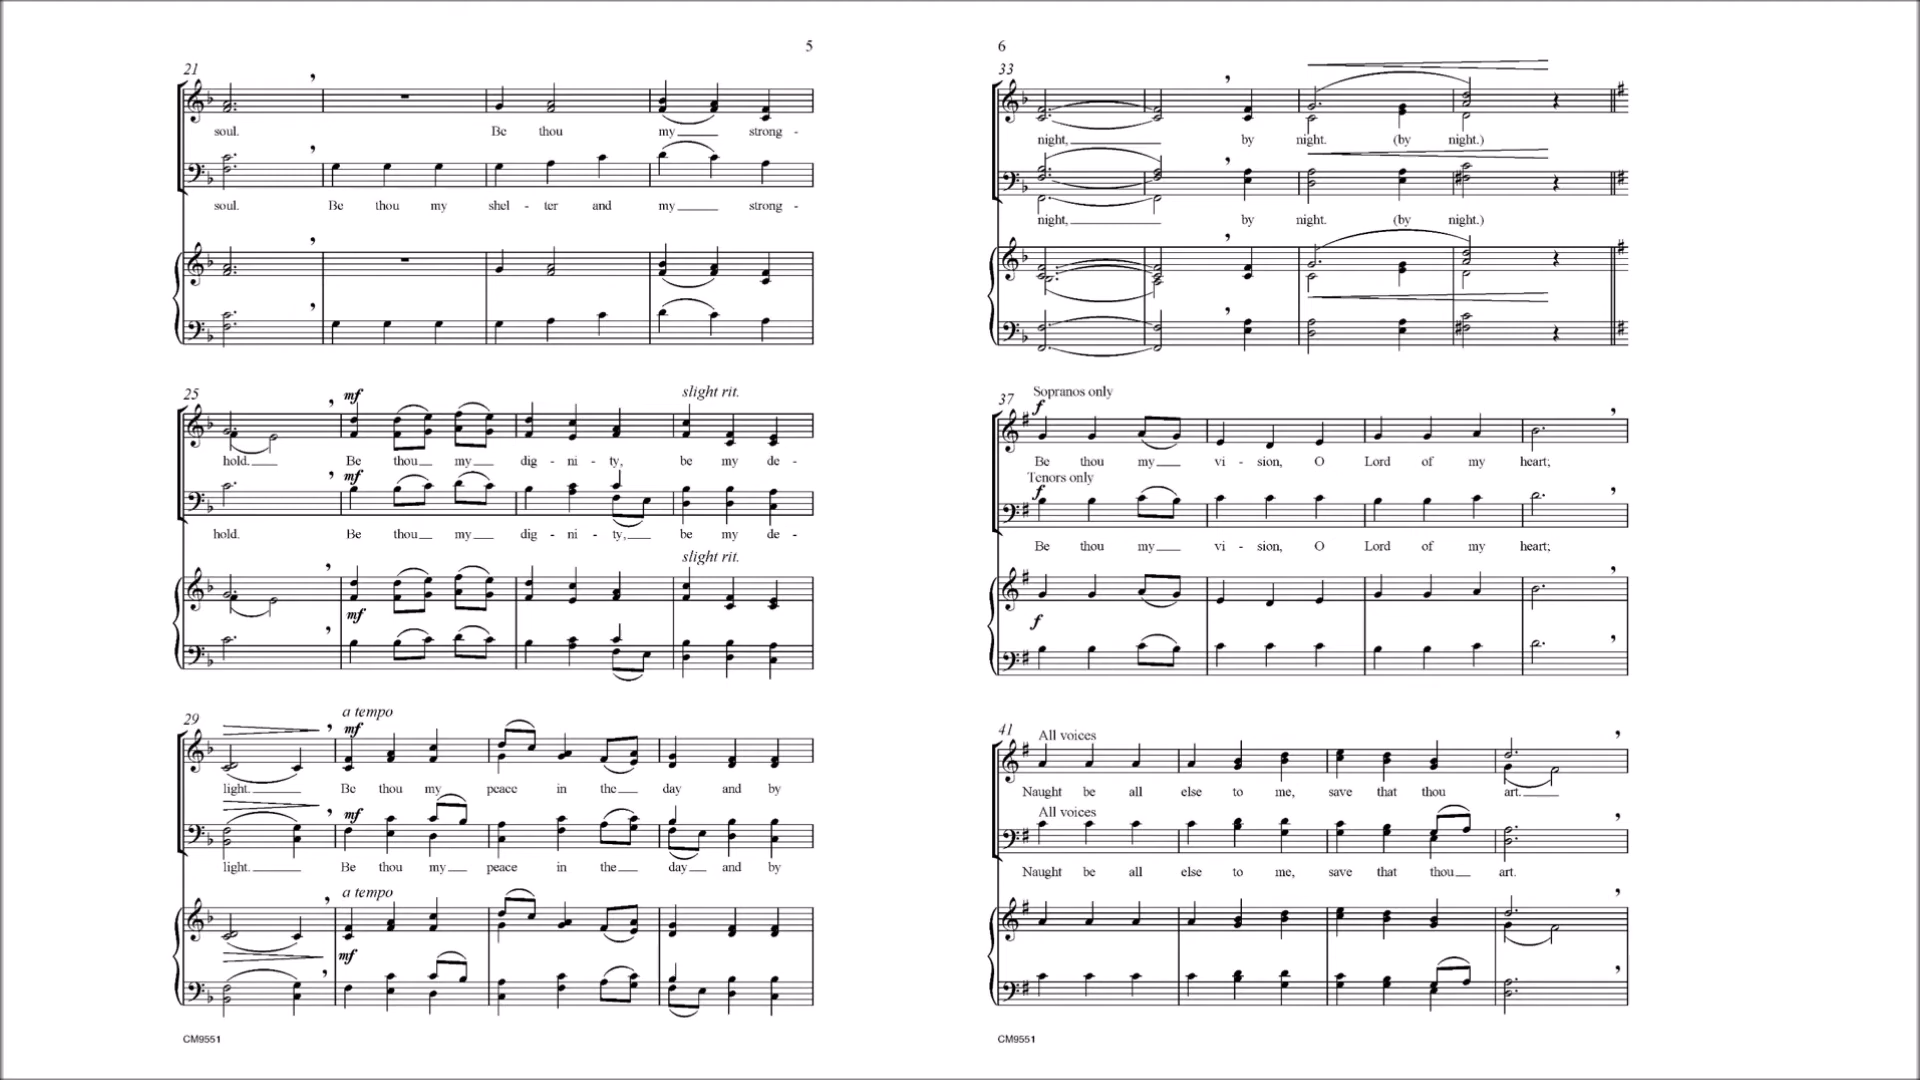 5
21
soul. Be thou my strong -
soul. Be thou my shel - ter and my strong -
25
mf
slight rit.
hold. Be thou my dig - ni - ty, be my de -
mf
hold. Be thou my dig - ni - ty, be my de -
slight rit.
mf
29
a tempo
mf
light. Be thou my peace in the day and by
mf
light. Be thou my peace in the day and by
a tempo
mf
CM9551
6
33
night, by night. (by night.)
night, by night. (by night.)
37
Sopranos only
f
Be thou my vi - sion, O Lord of my heart;
Tenors only
f
Be thou my vi - sion, O Lord of my heart;
f
41
All voices
Naught be all else to me, save that thou art.
All voices
Naught be all else to me, save that thou art.
CM9551